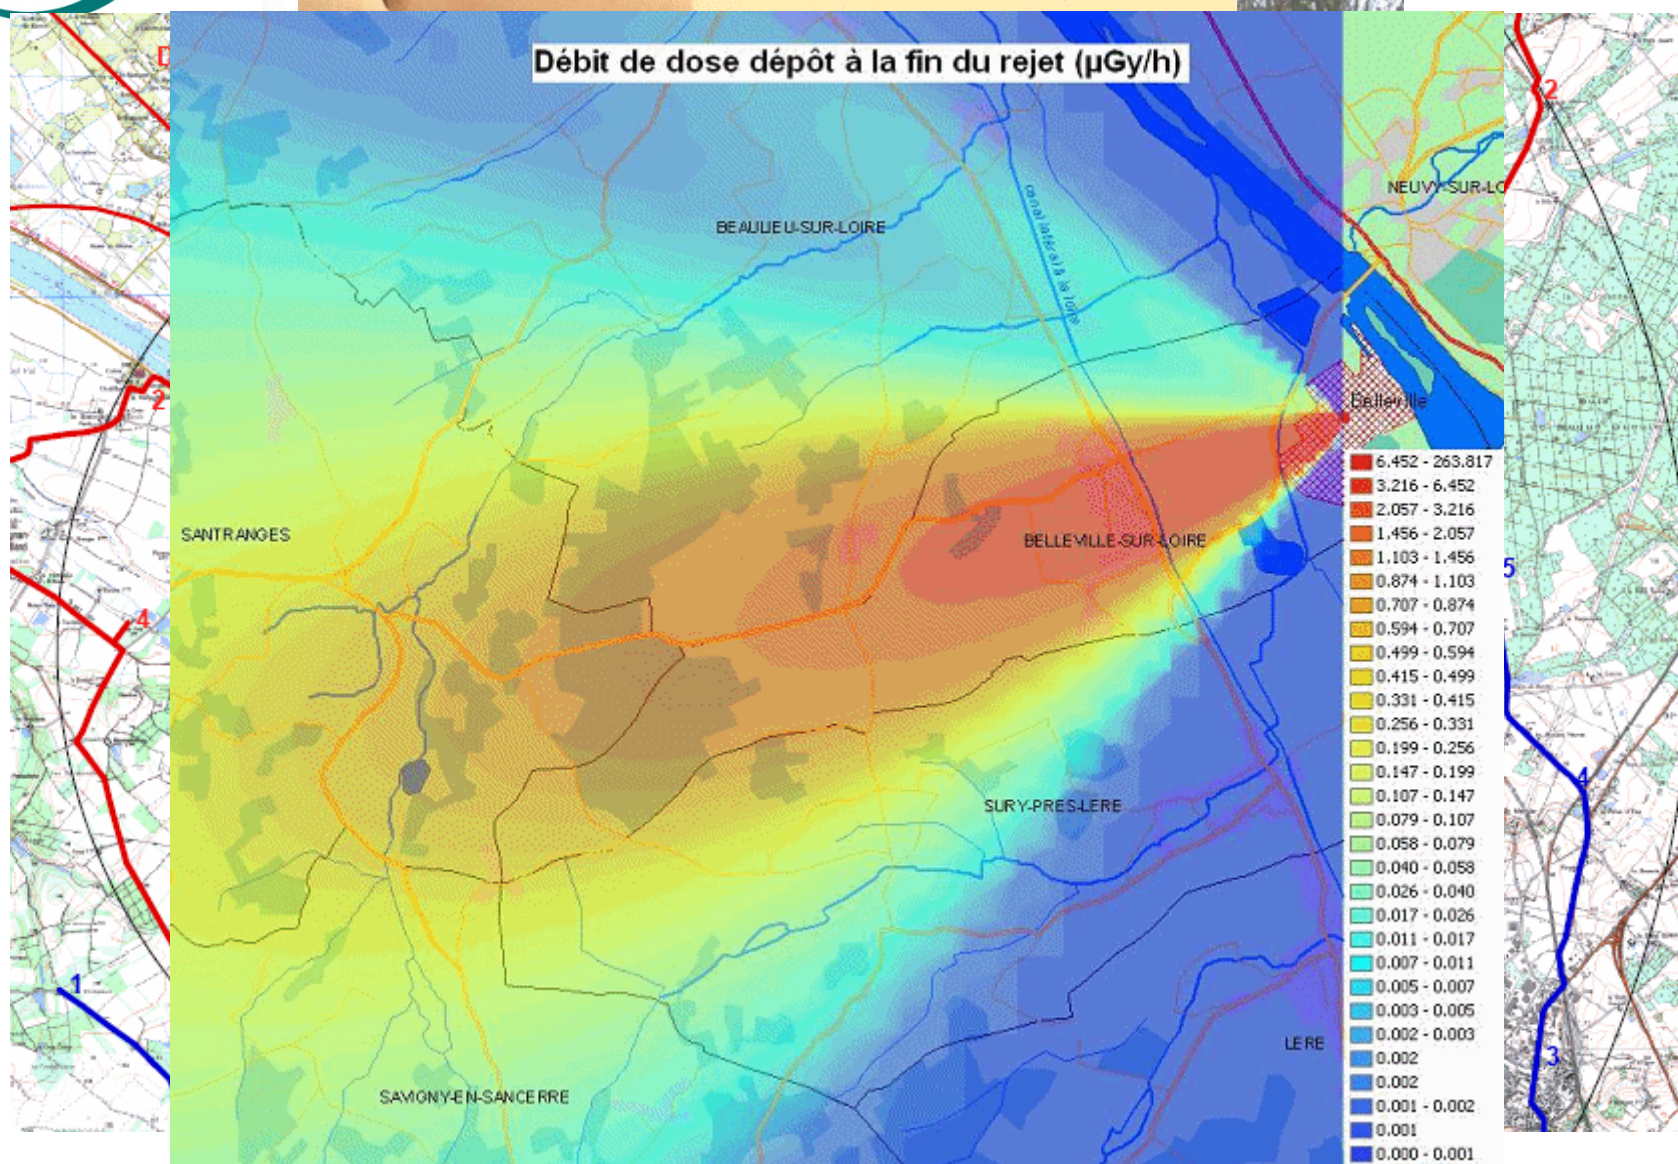 Débit de dose dépôt à la fin du rejet (µGy/h)
2
NEUVY-SUR-LO
BEAULIEU-SUR-LOIRE
canal latéral à la loire
2
Belleville
SANTRANGES
BELLEVILLE-SUR-LOIRE
5
4
4
SURY-PRES-LERE
1
LERE
3
SAVIGNY-EN-SANCERRE
6.452 - 263.817
3.216 - 6.452
2.057 - 3.216
1.456 - 2.057
1.103 - 1.456
0.874 - 1.103
0.707 - 0.874
0.594 - 0.707
0.499 - 0.594
0.415 - 0.499
0.331 - 0.415
0.256 - 0.331
0.199 - 0.256
0.147 - 0.199
0.107 - 0.147
0.079 - 0.107
0.058 - 0.079
0.040 - 0.058
0.026 - 0.040
0.017 - 0.026
0.011 - 0.017
0.007 - 0.011
0.005 - 0.007
0.003 - 0.005
0.002 - 0.003
0.002
0.002
0.001 - 0.002
0.001
0.000 - 0.001